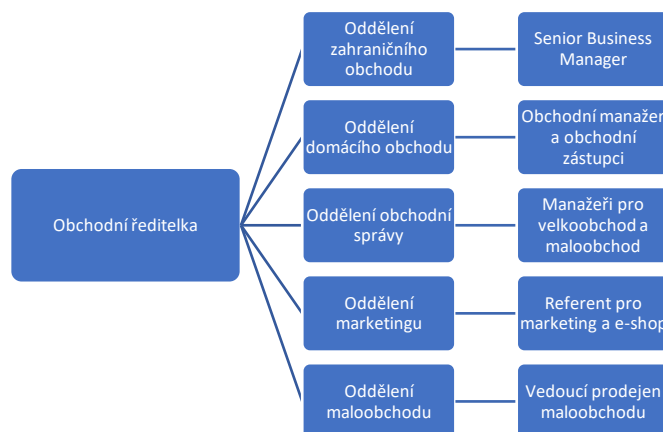 Obchodní ředitelka
Oddělení
zahraničního
obchodu
Senior Business
Manager
Oddělení
domácího obchodu
Obchodní manažer
a obchodní
zástupci
Oddělení obchodní
správy
Manažeři pro
velkoobchod a
maloobchod
Oddělení
marketingu
Referent pro
marketing a e-shop
Oddělení
maloobchodu
Vedoucí prodejen
maloobchodu